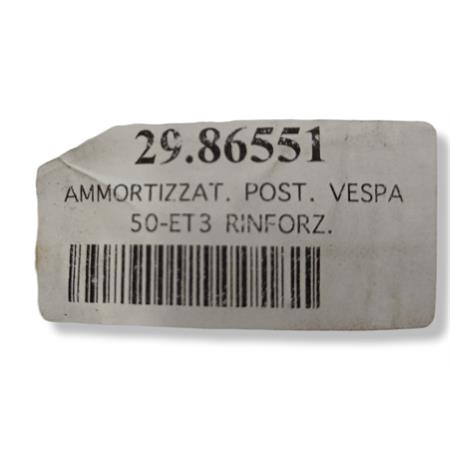 29.86551
AMMORTIZZAT. POST. VESPA
50-ET3 RINFORZ.